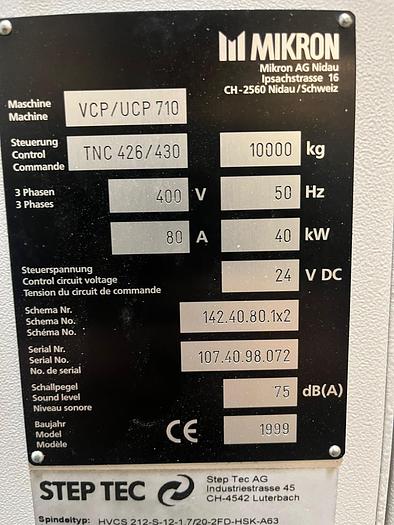 MIKRON
Mikron AG Nidau
Ipsachstrasse 16
CH-2560 Nidau/Schweiz
Maschine
Machine
VCP/UCP 710
Steuerung
Control
Commande
TNC 426/430
10000 kg
3 Phasen
3 Phases
400 V
50 Hz
80 A
40 kW
Steuerspannung
Control circuit voltage
Tension du circuit de commande
24 V DC
Schema Nr.
Schema No.
Schéma No.
142.40.80.1x2
Serial Nr.
Serial No.
No. de serial
107.40.98.072
Schallpegel
Sound level
Niveau sonore
75 dB(A)
Baujahr
Model
Modèle
CE
1999
STEP TEC
Step Tec AG
Industriestrasse 45
CH-4542 Luterbach
Spindeltyp: HVCS 212-S-12-1.7/20-2FD-HSK-A63